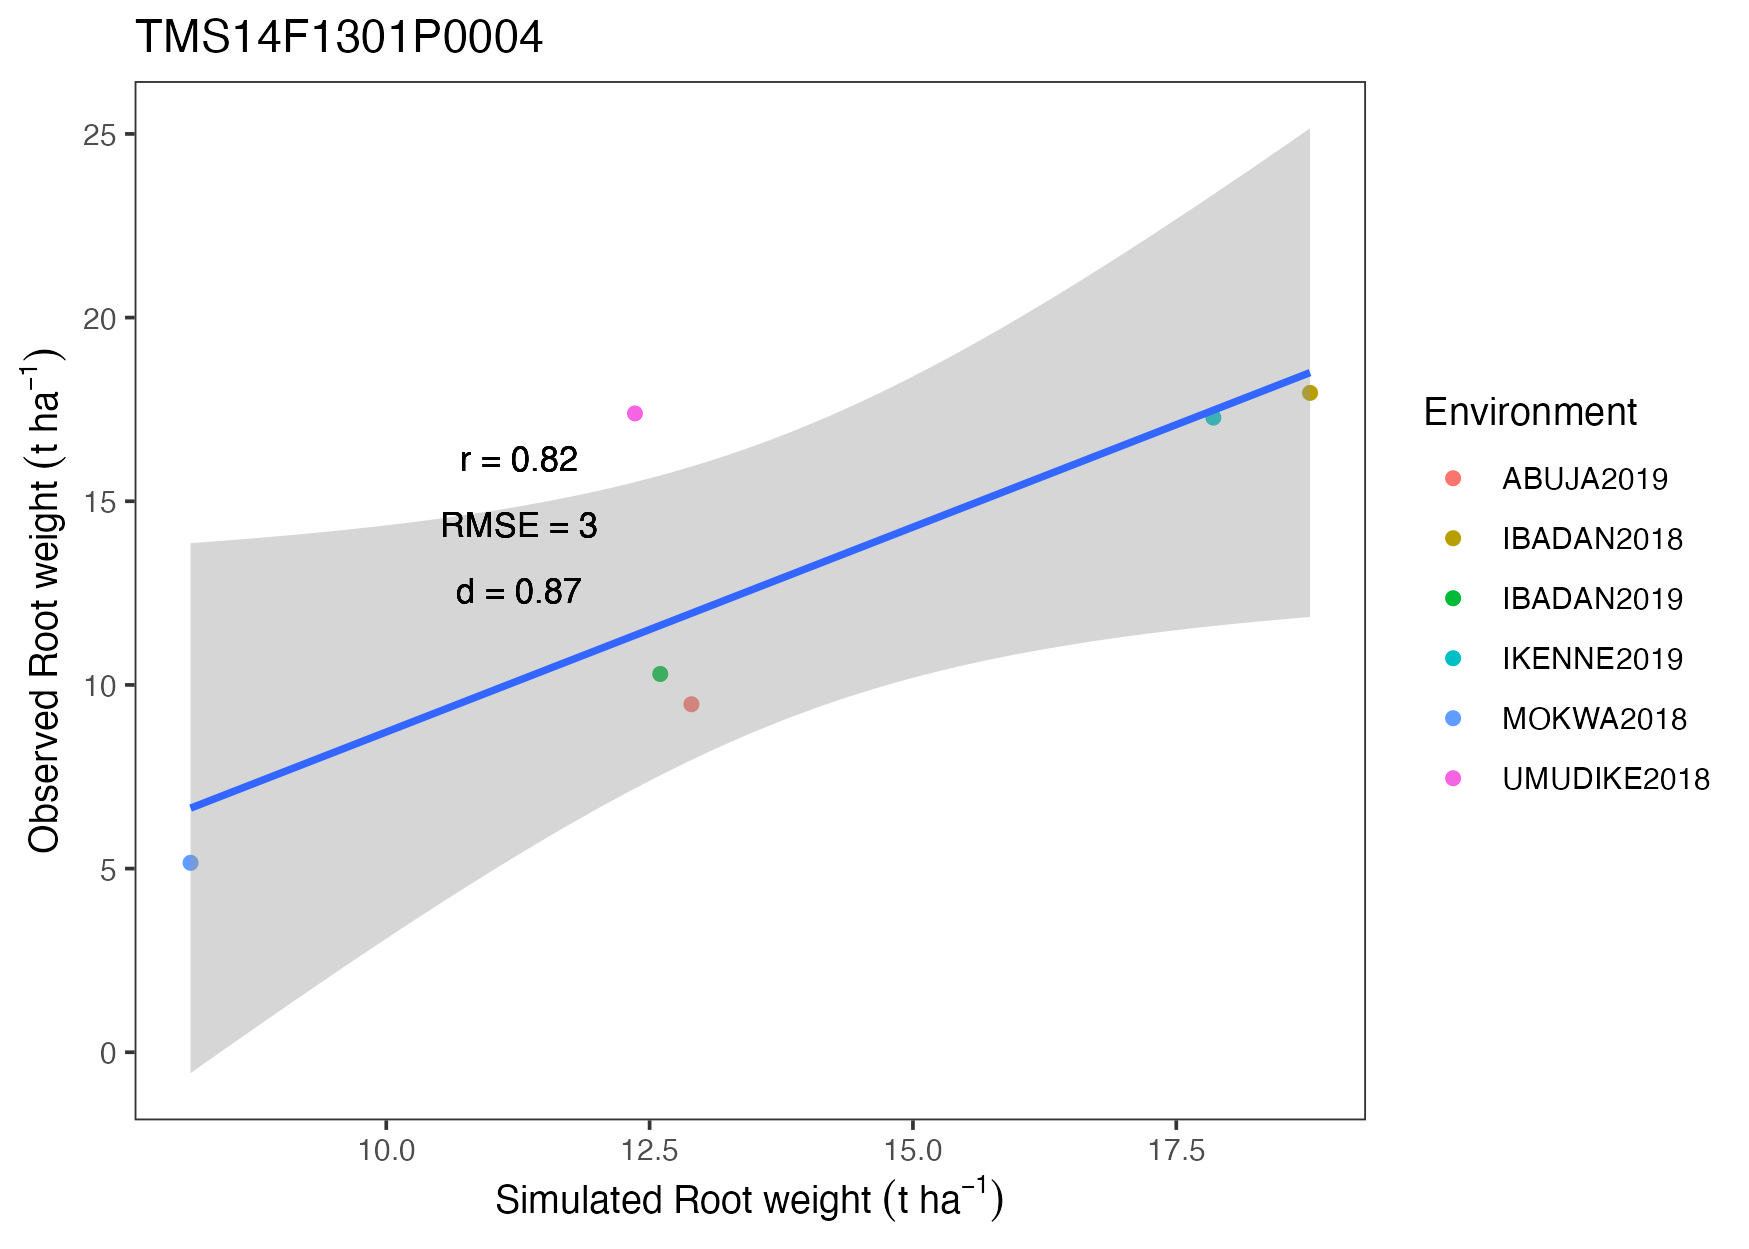 TMS14F1301P0004
25
20
15
10
5
0
Observed Root weight (t ha⁻¹)
r = 0.82
RMSE = 3
d = 0.87
10.0 12.5 15.0 17.5
Simulated Root weight (t ha⁻¹)
Environment
ABUJA2019
IBADAN2018
IBADAN2019
IKENNE2019
MOKWA2018
UMUDIKE2018